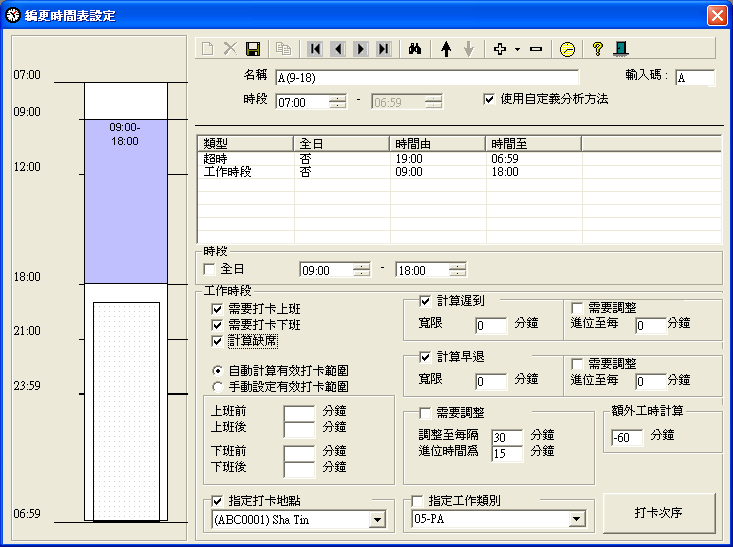 編更時間表設定
07:00
09:00
09:00-
18:00
12:00
18:00
21:00
23:59
06:59
名稱 A(9-18) 輸入碼： A
時段 07:00 - 06:59 使用自定義分析方法
類型 全日 時間由 時間至
超時 否 19:00 06:59
工作時段 否 09:00 18:00
時段
全日 09:00 - 18:00
工作時段
需要打卡上班
需要打卡下班
計算缺席
自動計算有效打卡範圍
手動設定有效打卡範圍
上班前 分鐘
上班後 分鐘
下班前 分鐘
下班後 分鐘
計算遲到
寬限 0 分鐘
需要調整
進位至每 0 分鐘
計算早退
寬限 0 分鐘
需要調整
進位至每 0 分鐘
需要調整
調整至每隔 30 分鐘
進位時間為 15 分鐘
額外工時計算
-60 分鐘
指定打卡地點
(ABC0001) Sha Tin
指定工作類別
05-PA
打卡次序